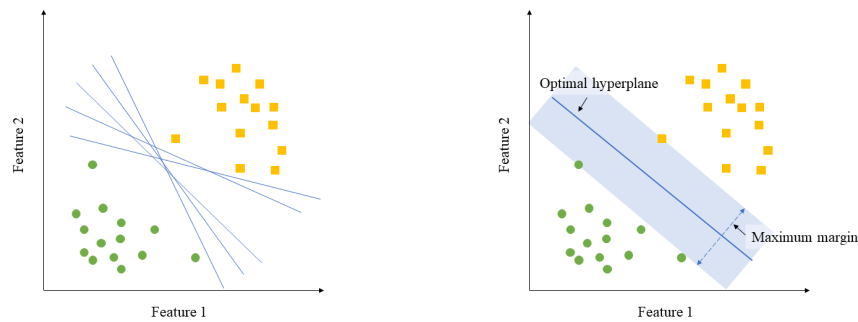 Feature 2
Feature 1
Feature 2
Optimal hyperplane
Maximum margin
Feature 1